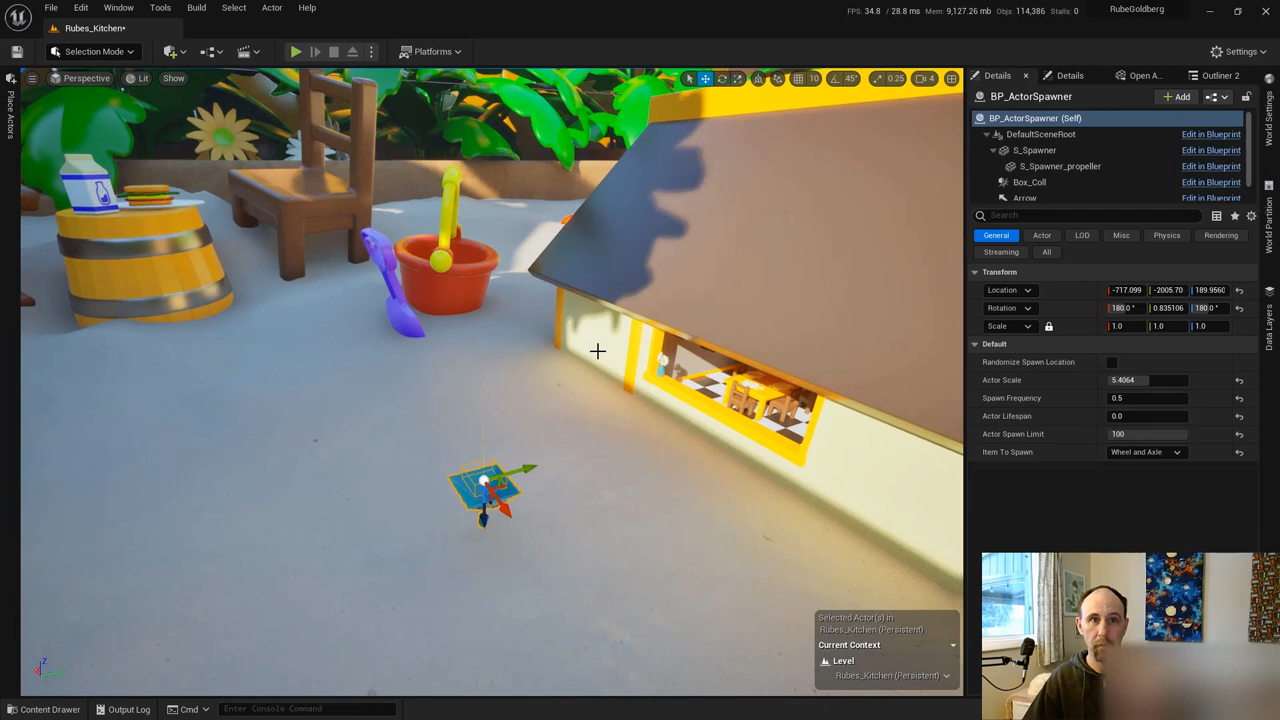 File Edit Window Tools Build Select Actor Help
FPS: 34.8 / 28.8 ms Mem: 9,127.26 mb Objs: 114,386 Stalls: 0
RubeGoldberg
Rubes_Kitchen*
Selection Mode
Platforms
Settings
Perspective
Lit
Show
10
45°
0.25
4
Place Actors
Details
Details
Open A...
Outliner 2
BP_ActorSpawner
Add
BP_ActorSpawner (Self)
DefaultSceneRoot Edit in Blueprint
S_Spawner Edit in Blueprint
S_Spawner_propeller Edit in Blueprint
Box_Coll Edit in Blueprint
Arrow Edit in Blueprint
Search
General Actor LOD Misc Physics Rendering
Streaming All
Transform
Location -717.099 -2005.70 189.9560
Rotation 180.0° 0.835106 180.0°
Scale 1.0 1.0 1.0
Default
Randomize Spawn Location
Actor Scale 5.4064
Spawn Frequency 0.5
Actor Lifespan 0.0
Actor Spawn Limit 100
Item To Spawn Wheel and Axle
World Settings
World Partition
Data Layers
Selected Actor(s) in
Rubes_Kitchen (Persistent)
Current Context
Level
Rubes_Kitchen (Persistent)
Z
Content Drawer
Output Log
Cmd
Enter Console Command